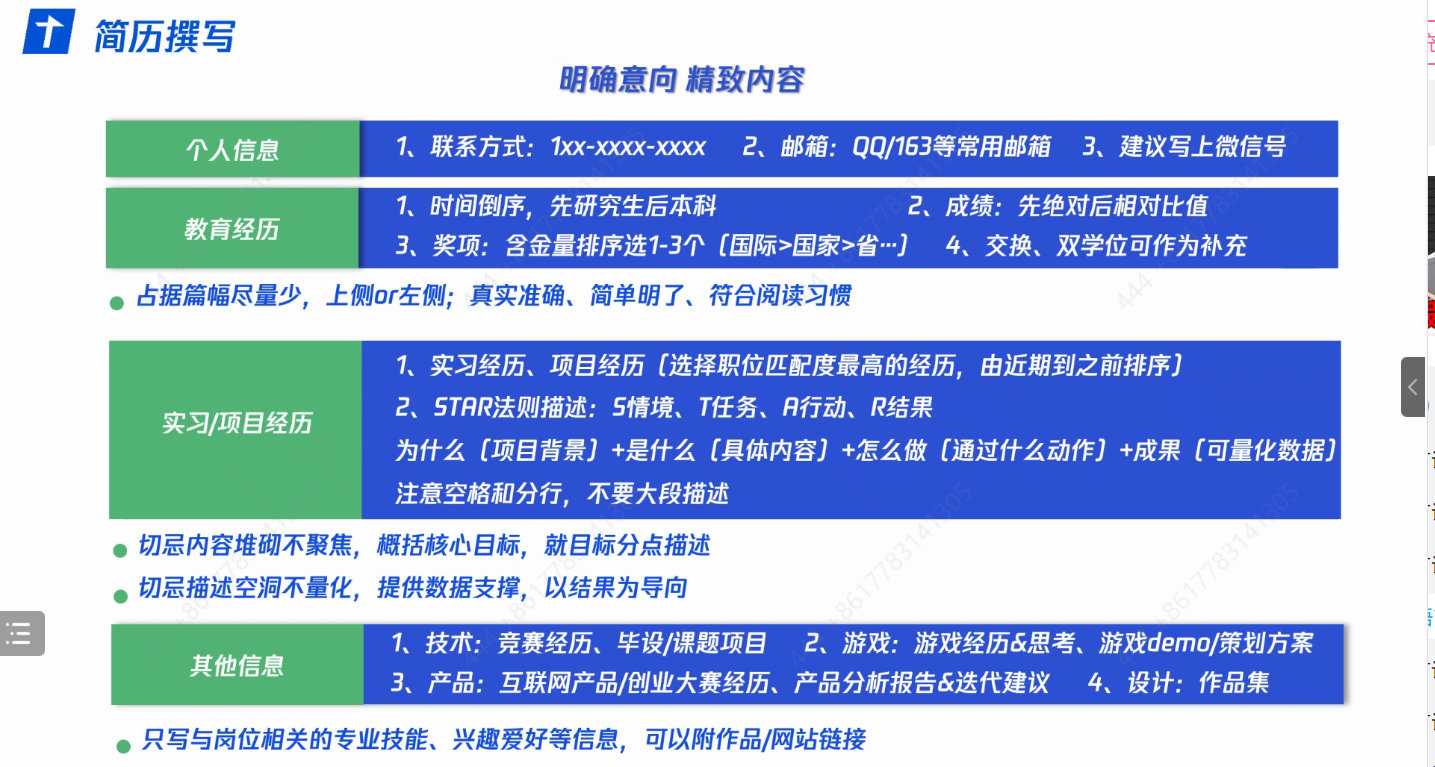 简历撰写
明确意向 精致内容
个人信息
1、联系方式：1xx-xxxx-xxxx 2、邮箱：QQ/163等常用邮箱 3、建议写上微信号
教育经历
1、时间倒序，先研究生后本科 2、成绩：先绝对后相对比值
3、奖项：含金量排序选1-3个（国际>国家>省…） 4、交换、双学位可作为补充
占据篇幅尽量少，上侧or左侧；真实准确、简单明了、符合阅读习惯
实习/项目经历
1、实习经历、项目经历（选择职位匹配度最高的经历，由近期到之前排序）
2、STAR法则描述：S情境、T任务、A行动、R结果
为什么（项目背景）+是什么（具体内容）+怎么做（通过什么动作）+成果（可量化数据）
注意空格和分行，不要大段描述
切忌内容堆砌不聚焦，概括核心目标，就目标分点描述
切忌描述空洞不量化，提供数据支撑，以结果为导向
其他信息
1、技术：竞赛经历、毕设/课题项目 2、游戏：游戏经历&思考、游戏demo/策划方案
3、产品：互联网产品/创业大赛经历、产品分析报告&迭代建议 4、设计：作品集
只写与岗位相关的专业技能、兴趣爱好等信息，可以附作品/网站链接